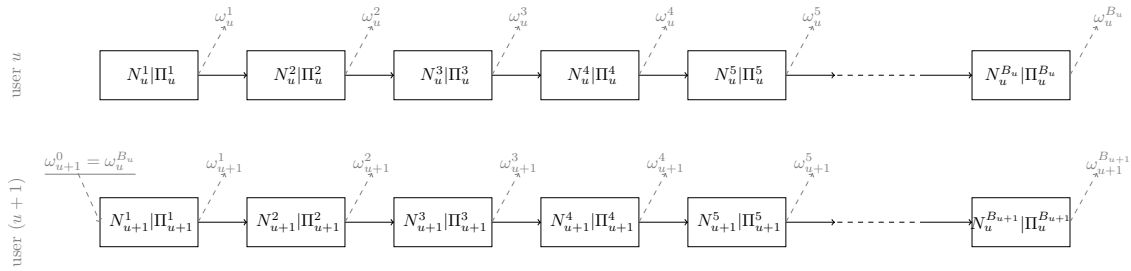 ω_u^1 ω_u^2 ω_u^3 ω_u^4 ω_u^5 ω_u^{B_u}
user u
N_u^1|Π_u^1 N_u^2|Π_u^2 N_u^3|Π_u^3 N_u^4|Π_u^4 N_u^5|Π_u^5 N_u^{B_u}|Π_u^{B_u}
ω_{u+1}^0 = ω_u^{B_u} ω_{u+1}^1 ω_{u+1}^2 ω_{u+1}^3 ω_{u+1}^4 ω_{u+1}^5 ω_{u+1}^{B_{u+1}}
user (u + 1)
N_{u+1}^1|Π_{u+1}^1 N_{u+1}^2|Π_{u+1}^2 N_{u+1}^3|Π_{u+1}^3 N_{u+1}^4|Π_{u+1}^4 N_{u+1}^5|Π_{u+1}^5 N_u^{B_{u+1}}|Π_u^{B_{u+1}}